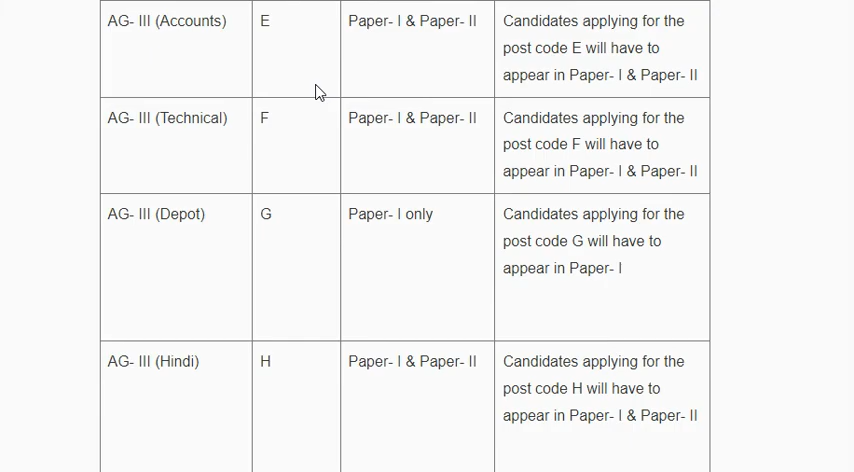 AG- III (Accounts)
E
Paper- I & Paper- II
Candidates applying for the
post code E will have to
appear in Paper- I & Paper- II
AG- III (Technical)
F
Paper- I & Paper- II
Candidates applying for the
post code F will have to
appear in Paper- I & Paper- II
AG- III (Depot)
G
Paper- I only
Candidates applying for the
post code G will have to
appear in Paper- I
AG- III (Hindi)
H
Paper- I & Paper- II
Candidates applying for the
post code H will have to
appear in Paper- I & Paper- II